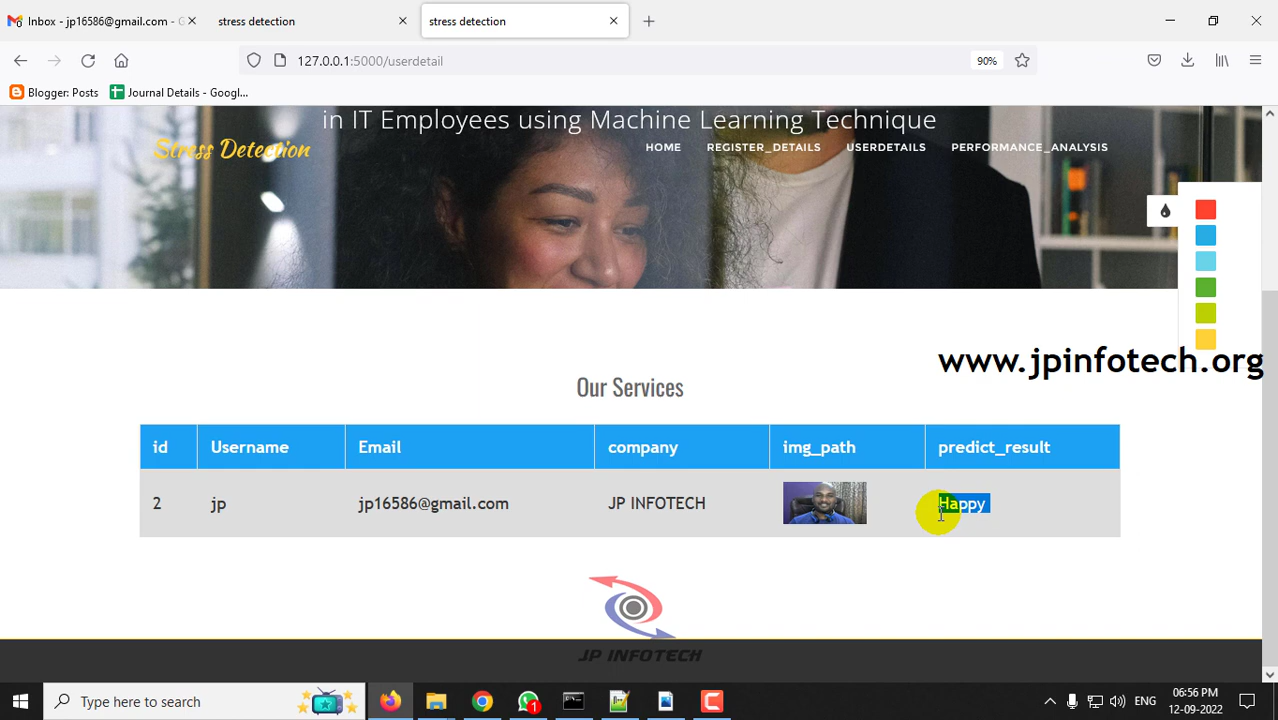 Inbox - jp16586@gmail.com - G
stress detection
stress detection
127.0.0.1:5000/userdetail
90%
Blogger: Posts
Journal Details - Googl...
in IT Employees using Machine Learning Technique
Stress Detection
HOME
REGISTER_DETAILS
USERDETAILS
PERFORMANCE_ANALYSIS
www.jpinfotech.org
Our Services
id Username Email company img_path predict_result
2 jp jp16586@gmail.com JP INFOTECH Happy
JP INFOTECH
Type here to search
1
ENG
06:56 PM
12-09-2022